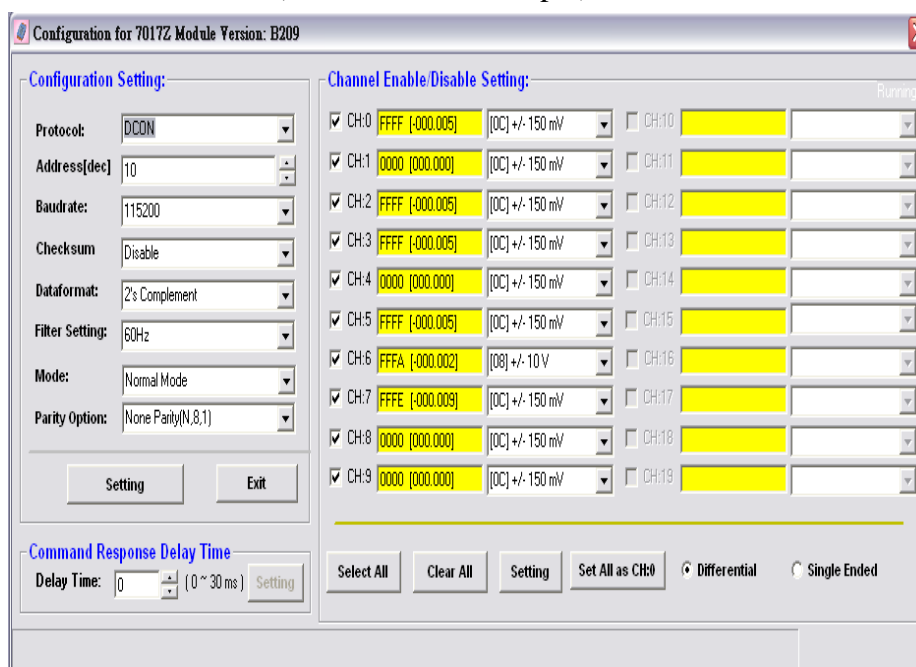 Configuration for 7017Z Module Version: B209
Configuration Setting:
Protocol: DCON
Address[dec] 10
Baudrate: 115200
Checksum Disable
Dataformat: 2's Complement
Filter Setting: 60Hz
Mode: Normal Mode
Parity Option: None Parity(N,8,1)
Setting Exit
Command Response Delay Time
Delay Time: 0 ( 0 ~ 30 ms ) Setting
Channel Enable/Disable Setting:
Running
CH:0 FFFF [-000.005] [0C] +/- 150 mV CH:10
CH:1 0000 [000.000] [0C] +/- 150 mV CH:11
CH:2 FFFF [-000.005] [0C] +/- 150 mV CH:12
CH:3 FFFF [-000.005] [0C] +/- 150 mV CH:13
CH:4 0000 [000.000] [0C] +/- 150 mV CH:14
CH:5 FFFF [-000.005] [0C] +/- 150 mV CH:15
CH:6 FFFA [-000.002] [08] +/- 10 V CH:16
CH:7 FFFE [-000.009] [0C] +/- 150 mV CH:17
CH:8 0000 [000.000] [0C] +/- 150 mV CH:18
CH:9 0000 [000.000] [0C] +/- 150 mV CH:19
Select All Clear All Setting Set All as CH:0 Differential Single Ended